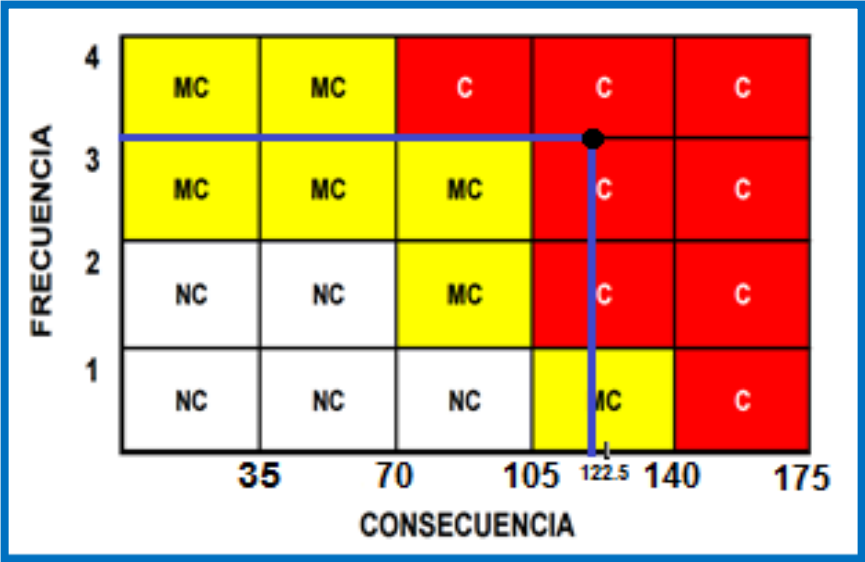 4 MC MC C C C
3 MC MC MC C C
2 NC NC MC C C
1 NC NC NC MC C
35 70 105 122.5 140 175
FRECUENCIA
CONSECUENCIA